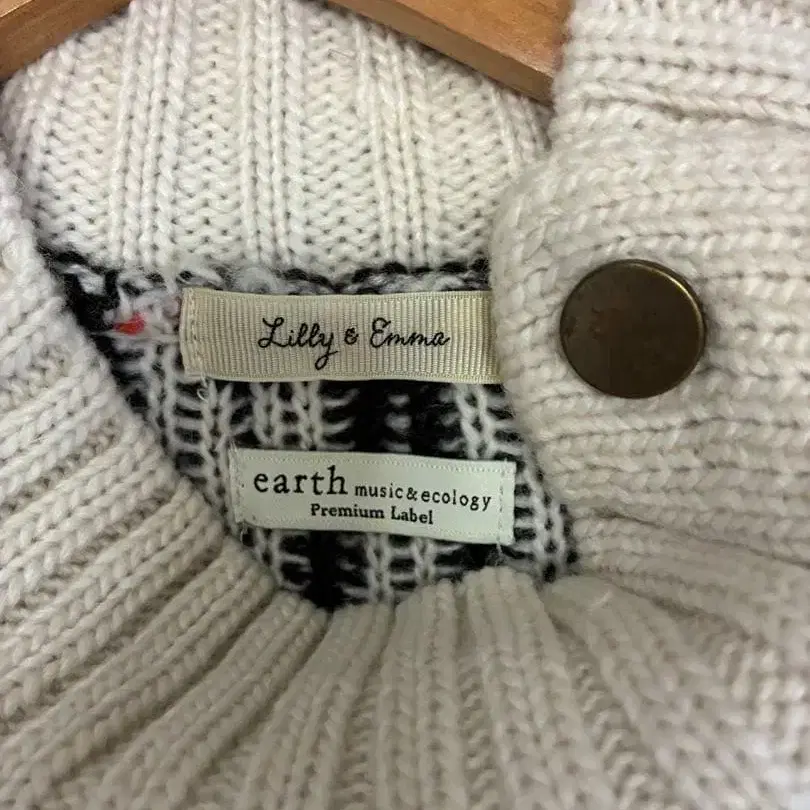 Lilly & Emma
earth music&ecology
Premium Label